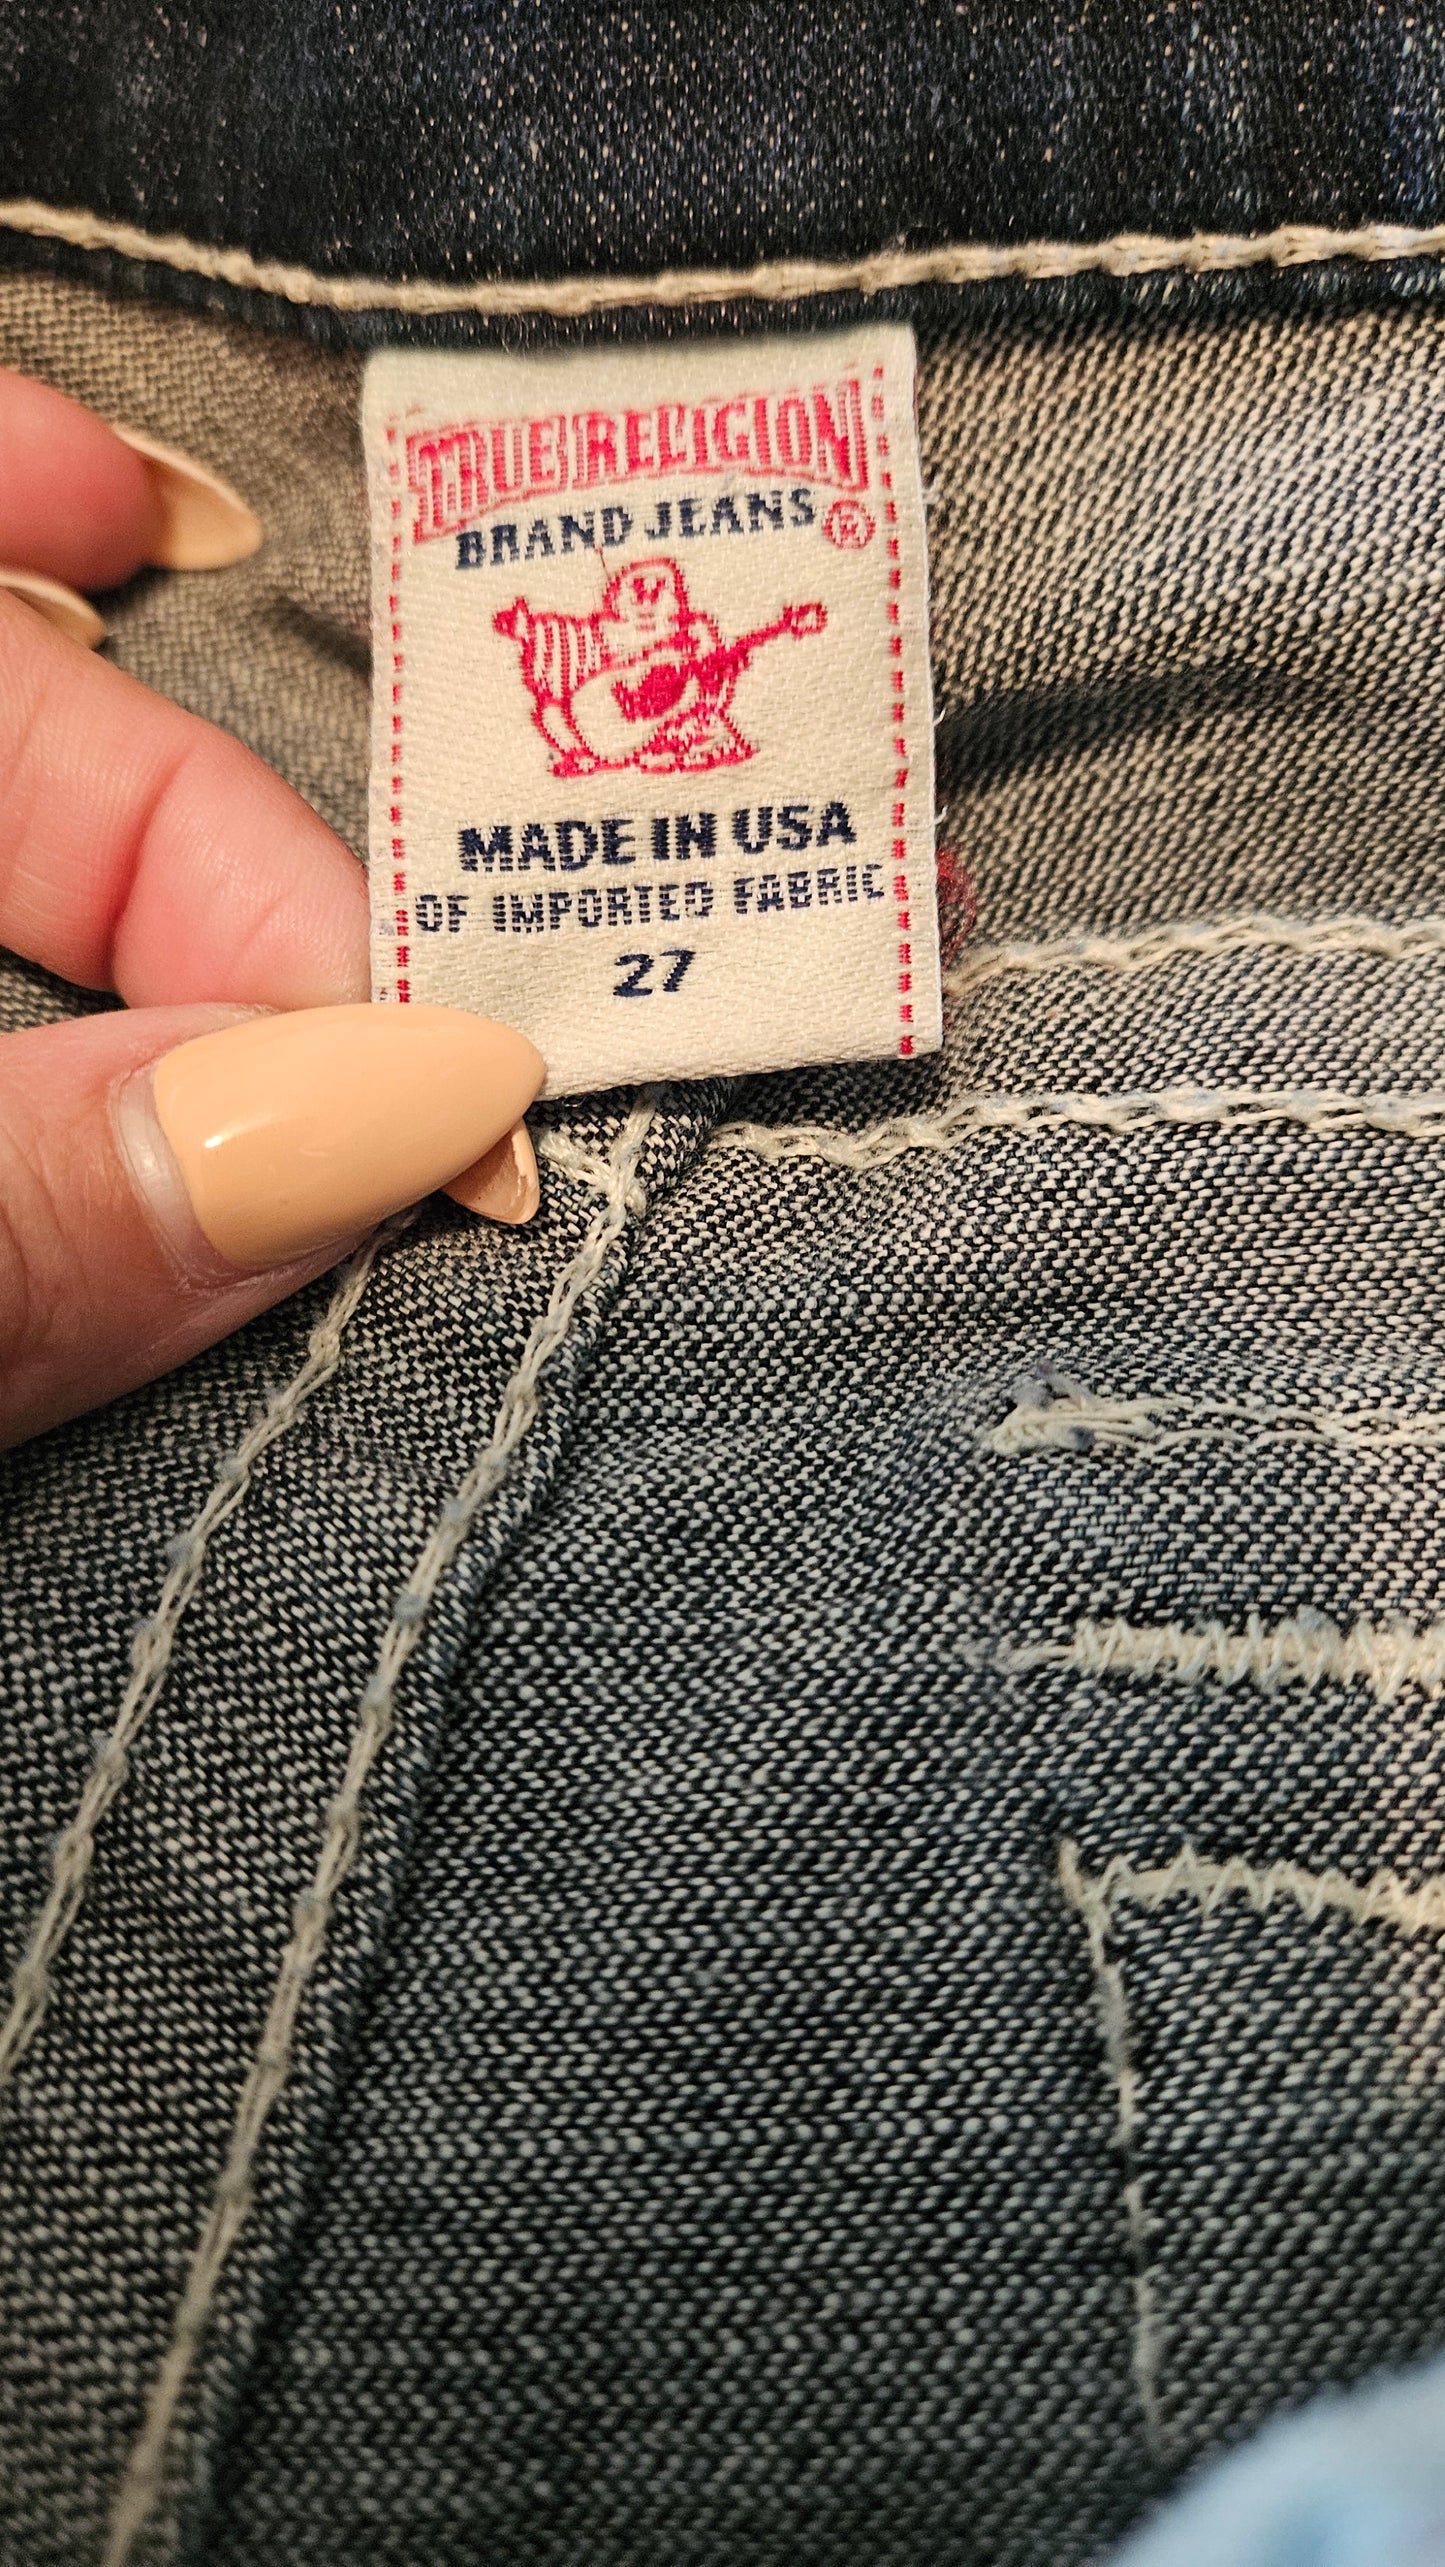 TRUE RELIGION
BRAND JEANS ®
MADE IN USA
OF IMPORTED FABRIC
27